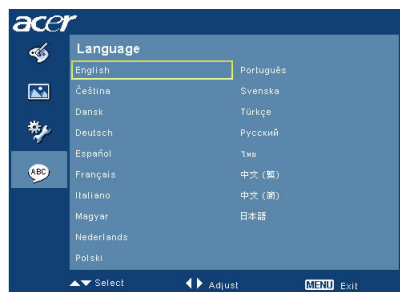 acer
Language
English
Čeština
Dansk
Deutsch
Español
Français
Italiano
Magyar
Nederlands
Polski
Português
Svenska
Türkçe
Русский
ไทย
中文 (繁)
中文 (简)
日本語
ABC
Select
Adjust
MENU Exit